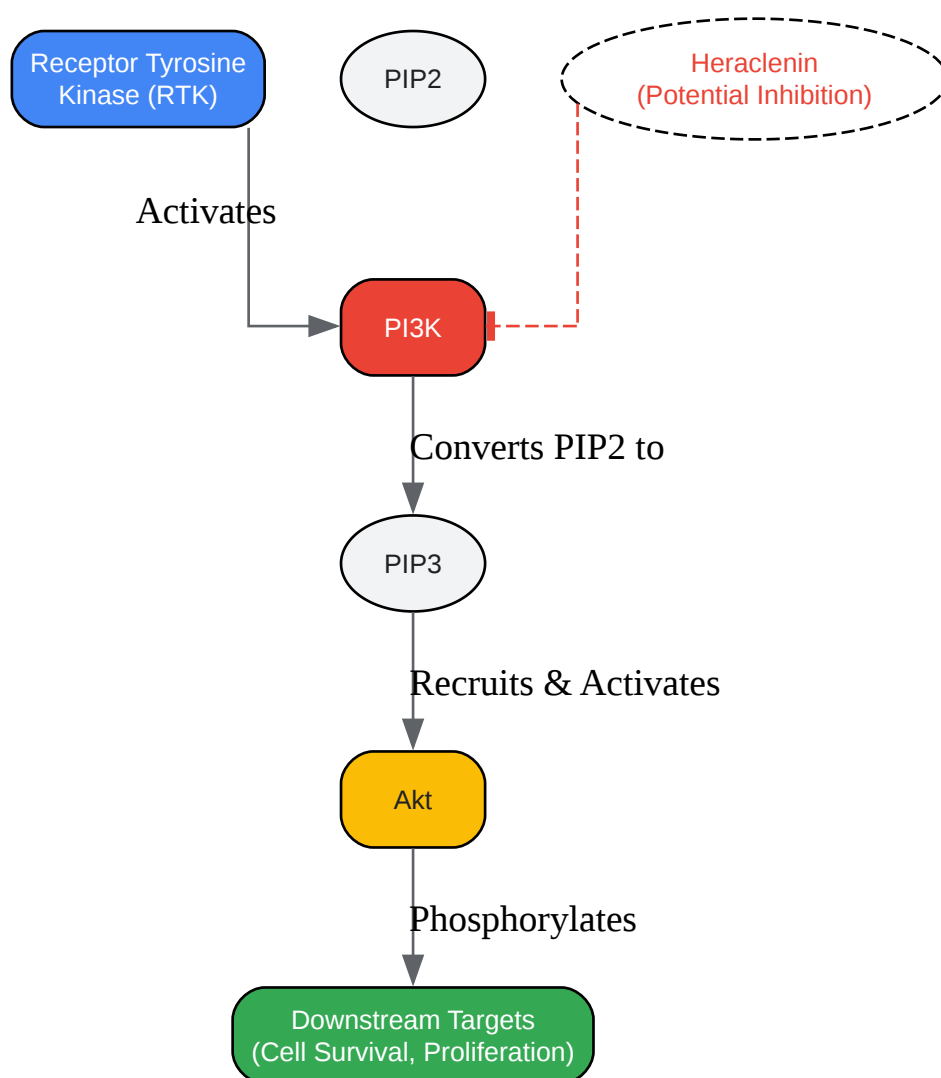 Receptor Tyrosine
Kinase (RTK)
PIP2
Heraclenin
(Potential Inhibition)
Activates
PI3K
Converts PIP2 to
PIP3
Recruits & Activates
Akt
Phosphorylates
Downstream Targets
(Cell Survival, Proliferation)